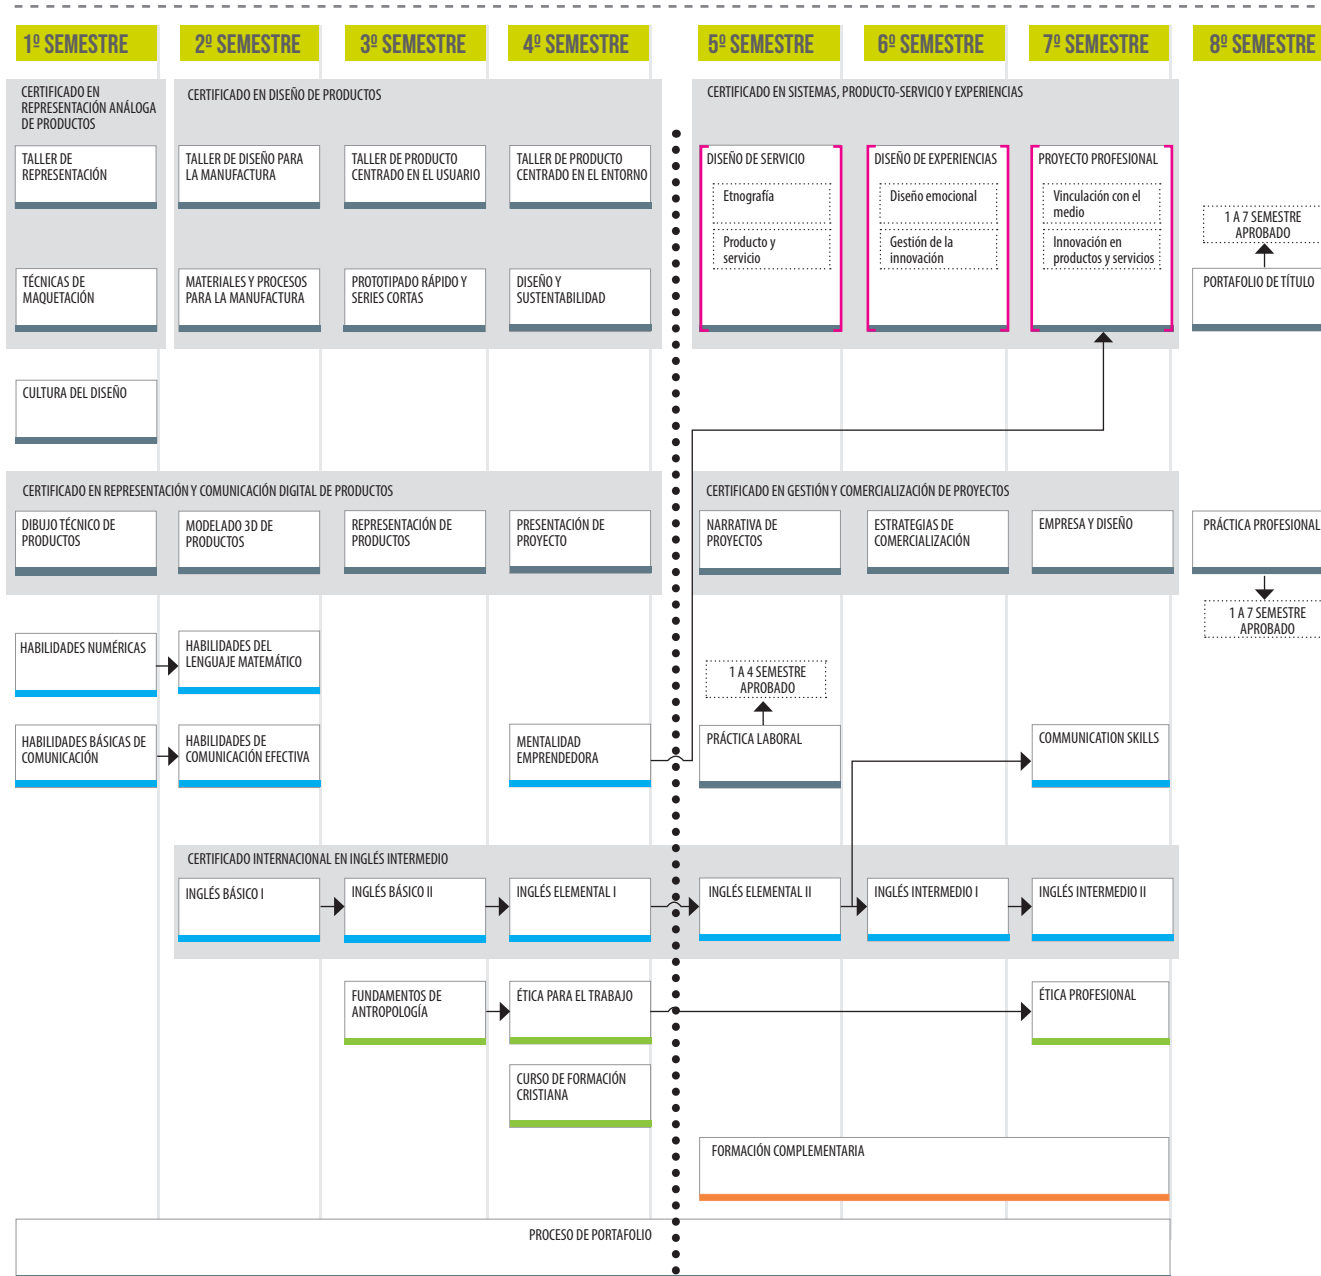 1º SEMESTRE
2º SEMESTRE
3º SEMESTRE
4º SEMESTRE
5º SEMESTRE
6º SEMESTRE
7º SEMESTRE
8º SEMESTRE
CERTIFICADO EN
REPRESENTACIÓN ANÁLOGA
DE PRODUCTOS
CERTIFICADO EN DISEÑO DE PRODUCTOS
CERTIFICADO EN SISTEMAS, PRODUCTO-SERVICIO Y EXPERIENCIAS
TALLER DE
REPRESENTACIÓN
TALLER DE DISEÑO PARA
LA MANUFACTURA
TALLER DE PRODUCTO
CENTRADO EN EL USUARIO
TALLER DE PRODUCTO
CENTRADO EN EL ENTORNO
DISEÑO DE SERVICIO
Etnografía
Producto y
servicio
DISEÑO DE EXPERIENCIAS
Diseño emocional
Gestión de la
innovación
PROYECTO PROFESIONAL
Vinculación con el
medio
Innovación en
productos y servicios
1 A 7 SEMESTRE
APROBADO
TÉCNICAS DE
MAQUETACIÓN
MATERIALES Y PROCESOS
PARA LA MANUFACTURA
PROTOTIPADO RÁPIDO Y
SERIES CORTAS
DISEÑO Y
SUSTENTABILIDAD
PORTAFOLIO DE TÍTULO
CULTURA DEL DISEÑO
CERTIFICADO EN REPRESENTACIÓN Y COMUNICACIÓN DIGITAL DE PRODUCTOS
CERTIFICADO EN GESTIÓN Y COMERCIALIZACIÓN DE PROYECTOS
DIBUJO TÉCNICO DE
PRODUCTOS
MODELADO 3D DE
PRODUCTOS
REPRESENTACIÓN DE
PRODUCTOS
PRESENTACIÓN DE
PROYECTO
NARRATIVA DE
PROYECTOS
ESTRATEGIAS DE
COMERCIALIZACIÓN
EMPRESA Y DISEÑO
PRÁCTICA PROFESIONAL
1 A 7 SEMESTRE
APROBADO
HABILIDADES NUMÉRICAS
HABILIDADES DEL
LENGUAJE MATEMÁTICO
1 A 4 SEMESTRE
APROBADO
HABILIDADES BÁSICAS DE
COMUNICACIÓN
HABILIDADES DE
COMUNICACIÓN EFECTIVA
MENTALIDAD
EMPRENDEDORA
PRÁCTICA LABORAL
COMMUNICATION SKILLS
CERTIFICADO INTERNACIONAL EN INGLÉS INTERMEDIO
INGLÉS BÁSICO I
INGLÉS BÁSICO II
INGLÉS ELEMENTAL I
INGLÉS ELEMENTAL II
INGLÉS INTERMEDIO I
INGLÉS INTERMEDIO II
FUNDAMENTOS DE
ANTROPOLOGÍA
ÉTICA PARA EL TRABAJO
ÉTICA PROFESIONAL
CURSO DE FORMACIÓN
CRISTIANA
FORMACIÓN COMPLEMENTARIA
PROCESO DE PORTAFOLIO